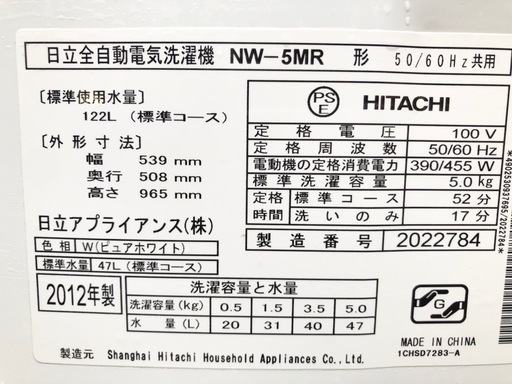 日立全自動電気洗濯機 NW-5MR 形 50/60Hz共用
〔標準使用水量〕
122L (標準コース)
〔外形寸法〕
幅 539 mm
奥行 508 mm
高さ 965 mm
日立アプライアンス(株)
色相 W(ピュアホワイト)
標準水量 47L (標準コース)
PS
E
HITACHI
定格電圧 100 V
定格周波数 50/60 Hz
電動機の定格消費電力 390/455 W
標準洗濯容量 5.0 kg
定格時間 標準コース 52分
洗いのみ 17分
製造番号 2022784
*4902530937695/2022784*
2012年製
洗濯容量と水量
洗濯容量(kg) 0.5 1.5 3.5 5.0
水量(L) 20 31 40 47
G
MADE IN CHINA
1CHSD7283-A
製造元 Shanghai Hitachi Household Appliances Co., Ltd.